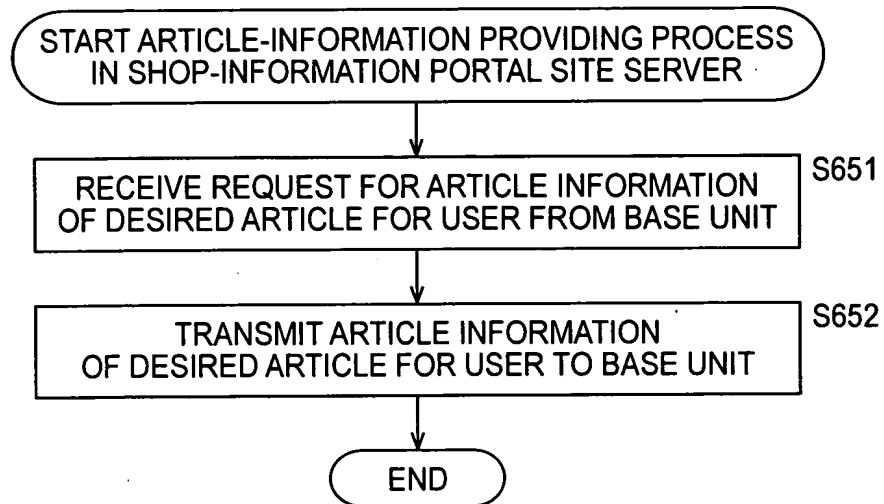 START ARTICLE-INFORMATION PROVIDING PROCESS
IN SHOP-INFORMATION PORTAL SITE SERVER
S651
RECEIVE REQUEST FOR ARTICLE INFORMATION
OF DESIRED ARTICLE FOR USER FROM BASE UNIT
S652
TRANSMIT ARTICLE INFORMATION
OF DESIRED ARTICLE FOR USER TO BASE UNIT
END